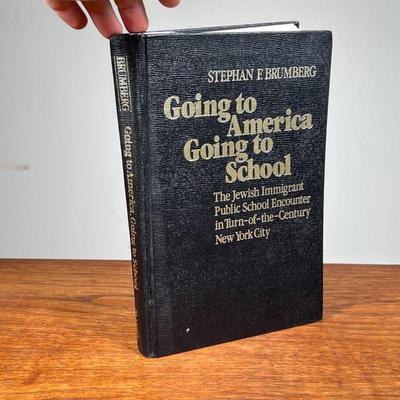 STEPHAN F. BRUMBERG
Going to
America
Going to
School
The Jewish Immigrant
Public School Encounter
in Turn-of-the-Century
New York City
BRUMBERG
Going to America, Going to School